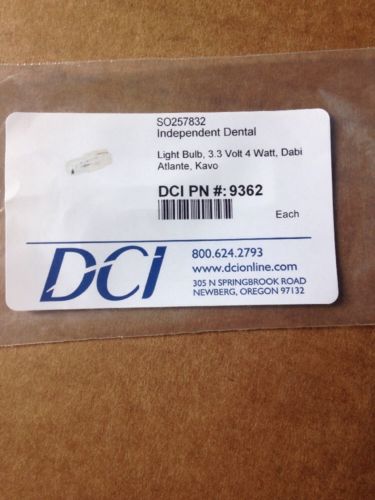 SO257832
Independent Dental
Light Bulb, 3.3 Volt 4 Watt, Dabi
Atlante, Kavo
DCI PN #: 9362
Each
DCI
800.624.2793
www.dcionline.com
305 N SPRINGBROOK ROAD
NEWBERG, OREGON 97132